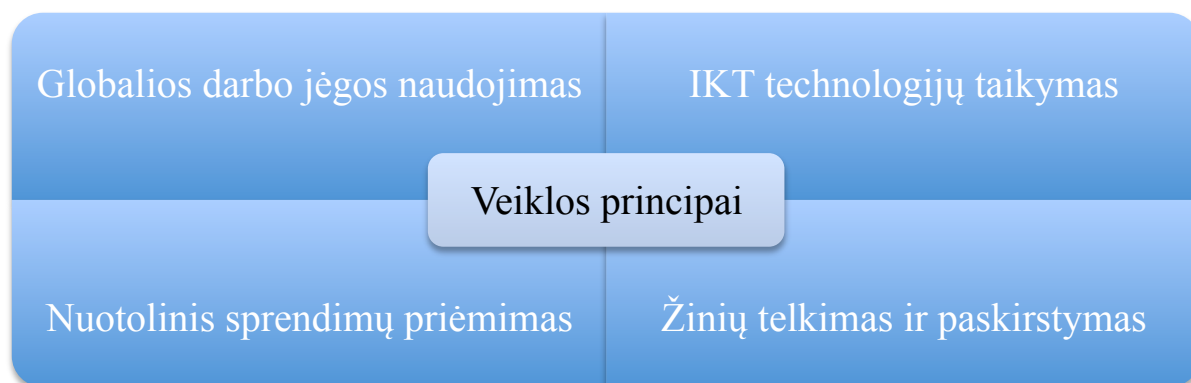 Globalios darbo jėgos naudojimas
IKT technologijų taikymas
Veiklos principai
Nuotolinis sprendimų priėmimas
Žinių telkimas ir paskirstymas